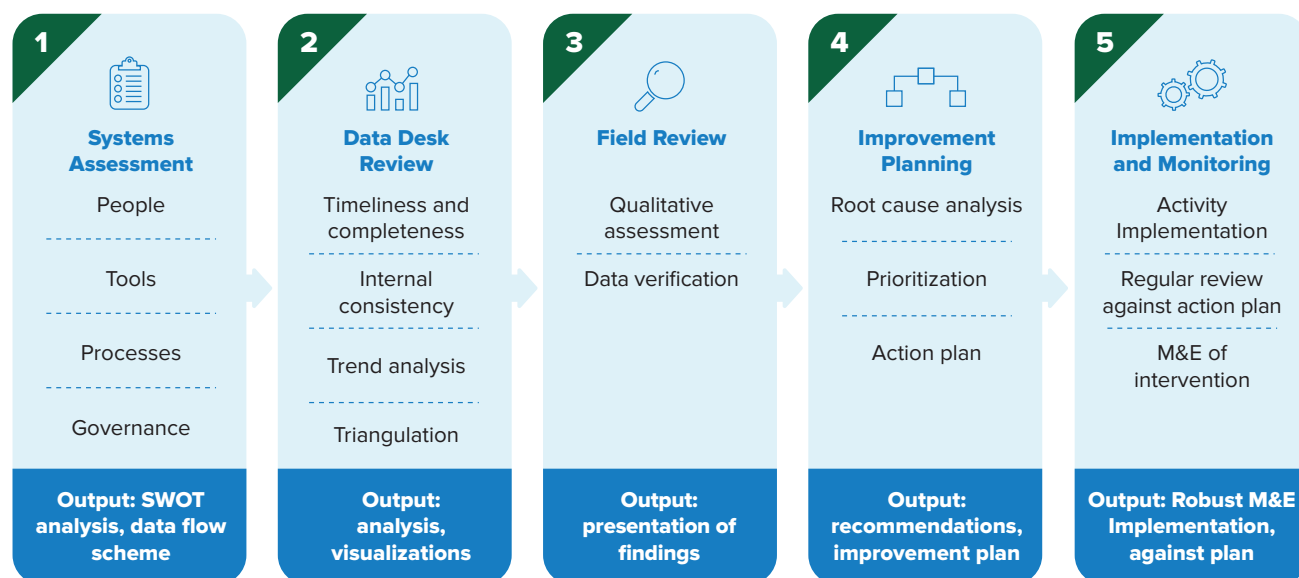 1
Systems
Assessment
People
Tools
Processes
Governance
Output: SWOT
analysis, data flow
scheme
2
Data Desk
Review
Timeliness and
completeness
Internal
consistency
Trend analysis
Triangulation
Output:
analysis,
visualizations
3
Field Review
Qualitative
assessment
Data verification
Output:
presentation of
findings
4
Improvement
Planning
Root cause analysis
Prioritization
Action plan
Output:
recommendations,
improvement plan
5
Implementation
and Monitoring
Activity
Implementation
Regular review
against action plan
M&E of
intervention
Output: Robust M&E
Implementation,
against plan